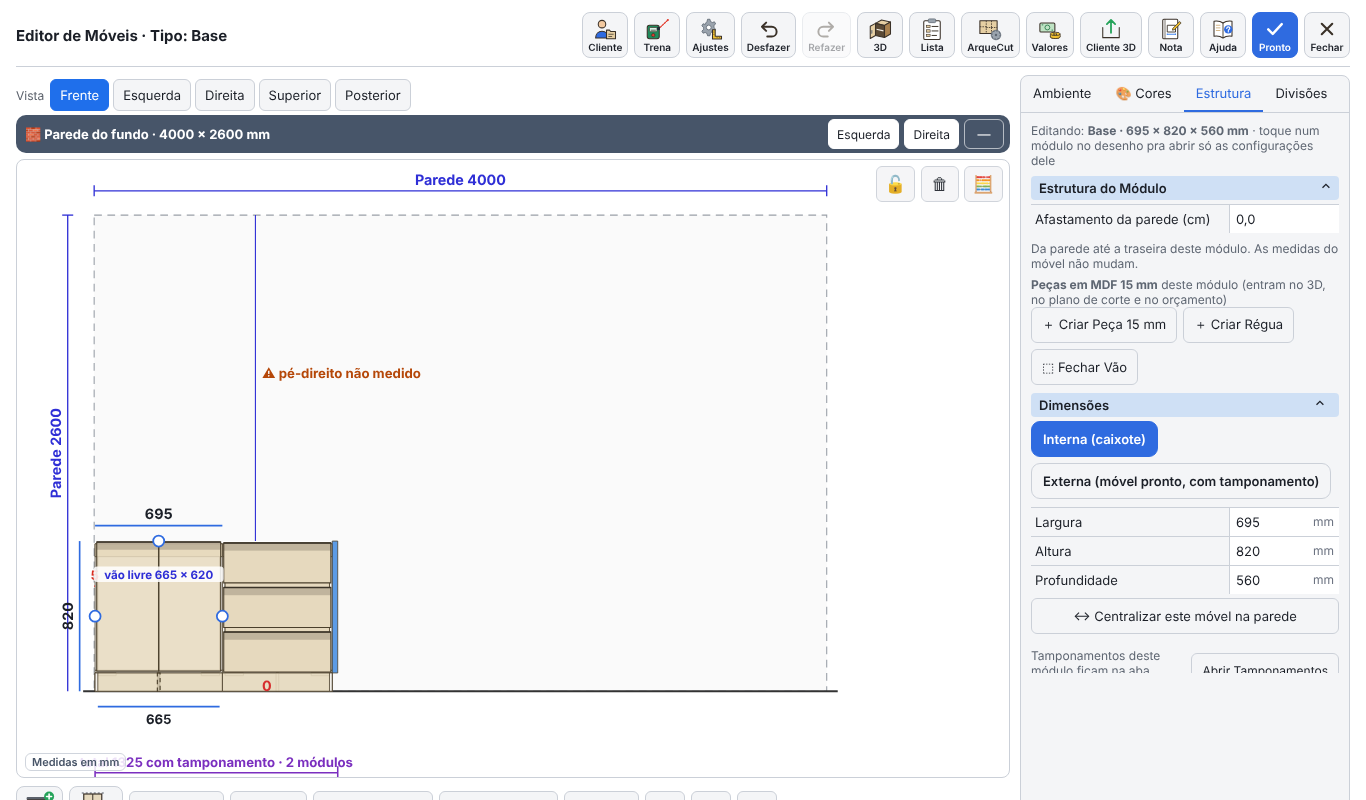 Editor de Móveis · Tipo: Base
Cliente
Trena
Ajustes
Desfazer
Refazer
3D
Lista
ArqueCut
Valores
Cliente 3D
Nota
Ajuda
Pronto
Fechar
Vista
Frente
Esquerda
Direita
Superior
Posterior
Parede do fundo · 4000 × 2600 mm
Esquerda
Direita
—
Parede 4000
Parede 2600
pé-direito não medido
695
vão livre 665 × 620
820
0
665
Medidas em mm
25 com tamponamento · 2 módulos
Ambiente
Cores
Estrutura
Divisões
Editando: Base · 695 × 820 × 560 mm · toque num
módulo no desenho pra abrir só as configurações
dele
Estrutura do Módulo
Afastamento da parede (cm)
0,0
Da parede até a traseira deste módulo. As medidas do
móvel não mudam.
Peças em MDF 15 mm deste módulo (entram no 3D,
no plano de corte e no orçamento)
+ Criar Peça 15 mm
+ Criar Régua
Fechar Vão
Dimensões
Interna (caixote)
Externa (móvel pronto, com tamponamento)
Largura
695 mm
Altura
820 mm
Profundidade
560 mm
↔ Centralizar este móvel na parede
Tamponamentos deste
módulo ficam na aba
Abrir Tamponamentos